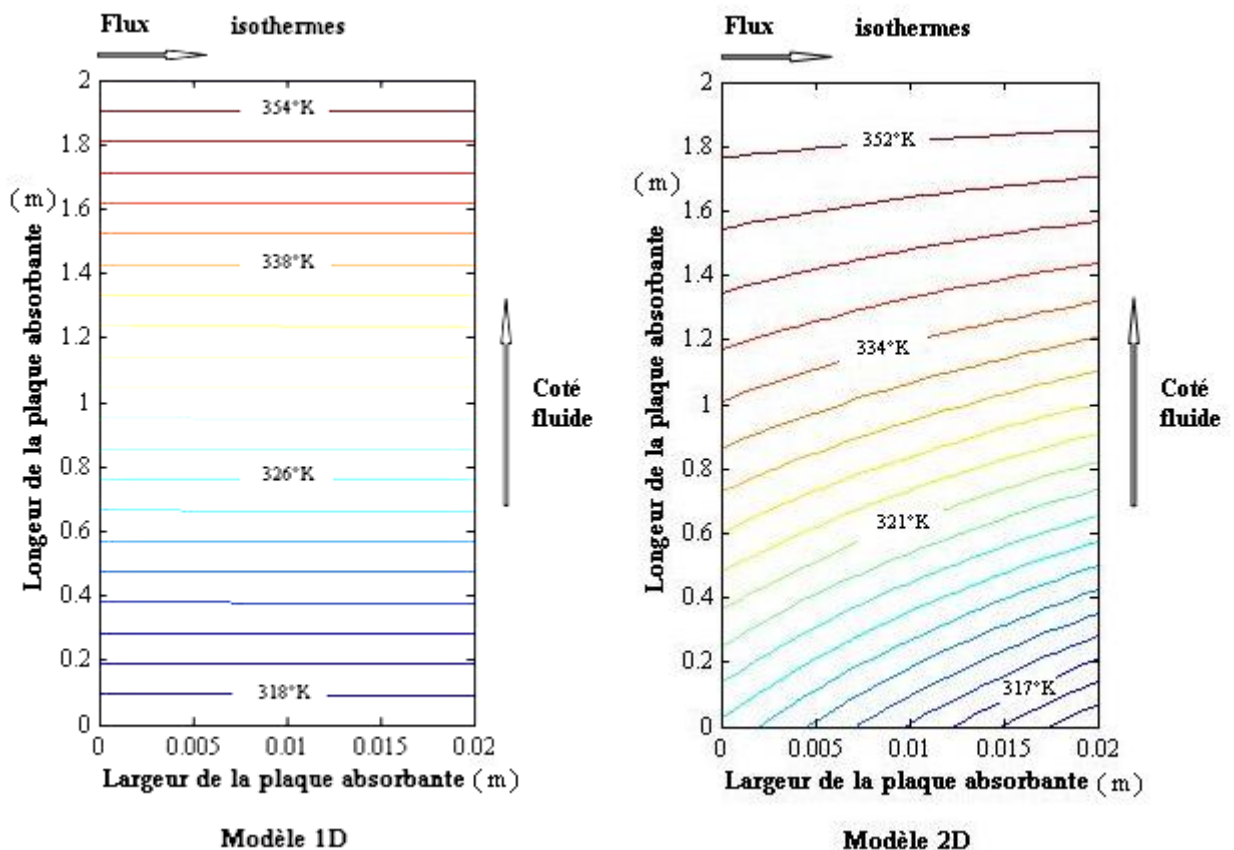 Flux
isothermes
2
1.8
1.6
1.4
1.2
1
0.8
0.6
0.4
0.2
0
354°K
338°K
326°K
318°K
( m )
Longeur de la plaque absorbante
Coté
fluide
0
0.005
0.01
0.015
0.02
Largeur de la plaque absorbante ( m )
Modèle 1D
Flux
isothermes
2
1.8
1.6
1.4
1.2
1
0.8
0.6
0.4
0.2
0
352°K
334°K
321°K
317°K
( m )
Longeur de la plaque absorbante
Coté
fluide
0
0.005
0.01
0.015
0.02
Largeur de la plaque absorbante ( m )
Modèle 2D